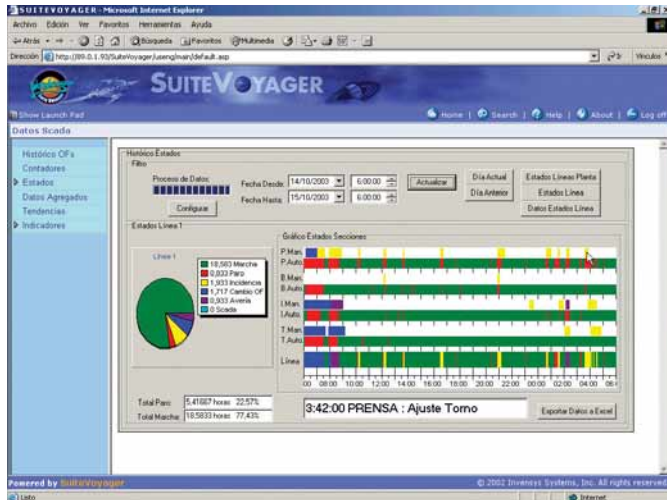 SUITEVOYAGER - Microsoft Internet Explorer
Archivo Edición Ver Favoritos Herramientas Ayuda
Atrás Búsqueda Favoritos Multimedia
Dirección http://89.0.1.93/SuiteVoyager/useng/main/default.asp Vínculos
SUITEVOYAGER
Show Launch Pad Home | Search | Help | About | Log off
Datos Scada
Histórico OFs
Contadores
Estados
Datos Agregados
Tendencias
Indicadores
Histórico Estados
Filtro
Proceso de Datos:
Configurar
Fecha Desde: 14/10/2003 6:00:00
Fecha Hasta: 15/10/2003 6:00:00
Actualizar
Día Actual
Día Anterior
Estados Líneas Planta
Estados Línea
Datos Estados Línea
Estados Línea 1
Línea 1
18,583 Marcha
0,833 Paro
1,933 Incidencia
1,717 Cambio OF
0,933 Avería
0 Scada
Gráfico Estados Secciones
P.Man.
P.Auto.
B.Man.
B.Auto.
I.Man.
I.Auto.
T.Man.
T.Auto.
Línea
:00 08:00 10:00 12:00 14:00 16:00 18:00 20:00 22:00 00:00 02:00 04:00 06:
Total Paro: 5,41667 horas 22,57%
Total Marcha: 18,5833 horas 77,43%
3:42:00 PRENSA : Ajuste Torno
Exportar Datos a Excel
Powered by SuiteVoyager
© 2002 Invensys Systems, Inc. All rights reserved
Listo Internet